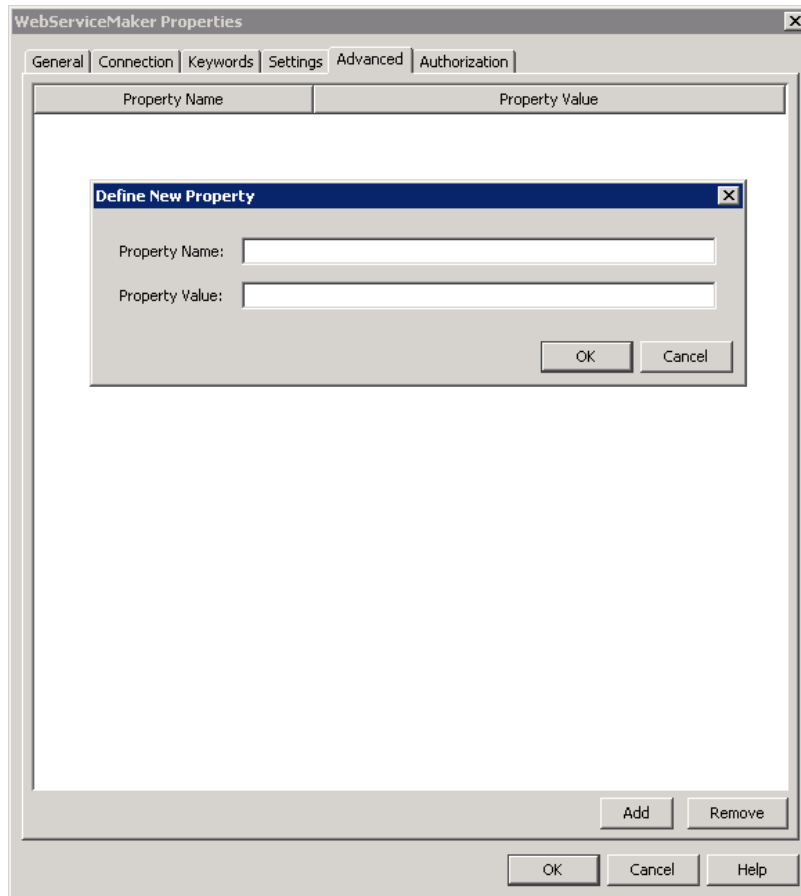 WebServiceMaker Properties
General Connection Keywords Settings Advanced Authorization
Property Name Property Value
Define New Property
Property Name:
Property Value:
OK Cancel
Add Remove
OK Cancel Help